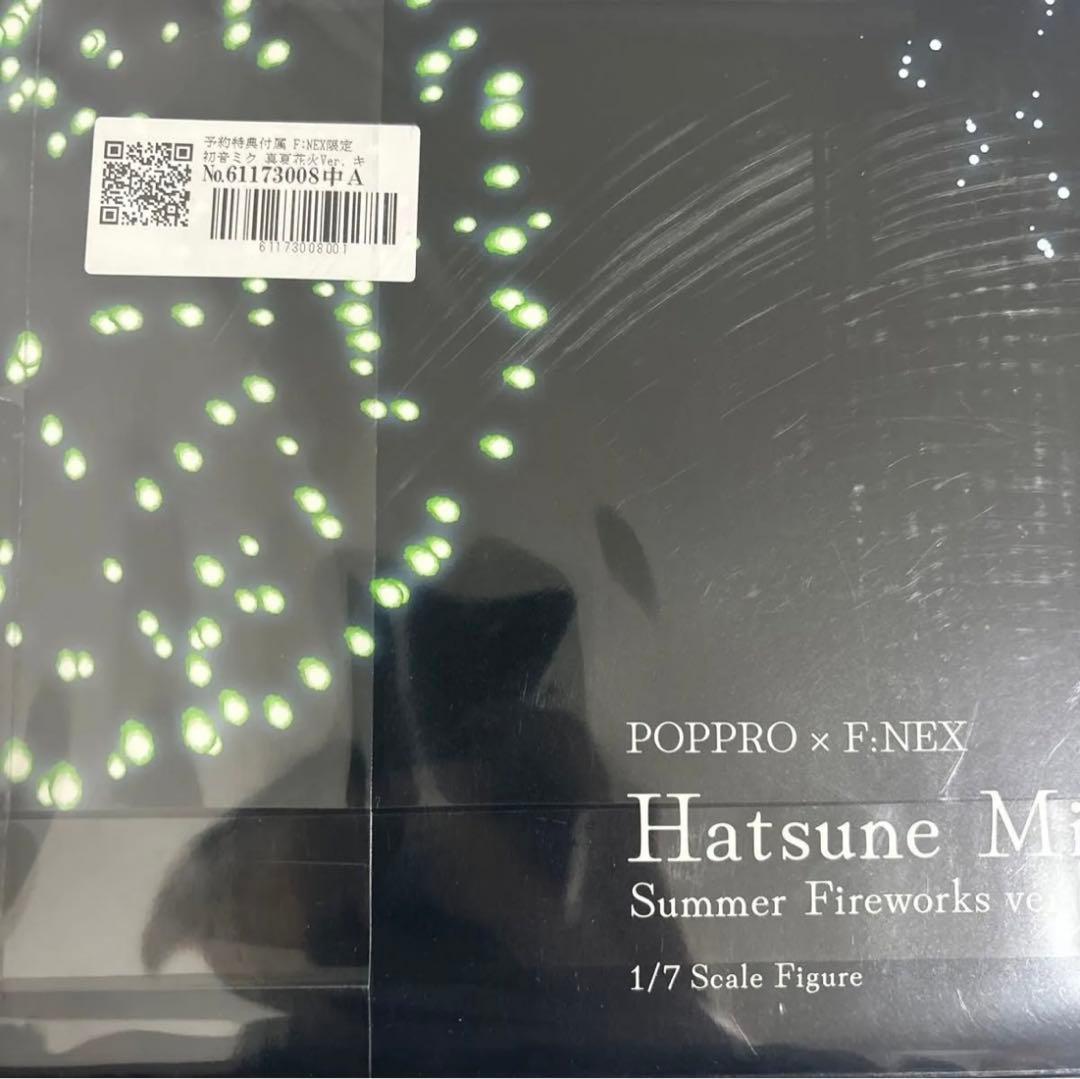 予約特典付属 F:NEX限定
初音ミク 真夏花火Ver. キ
No.61173008中A
61173008001
POPPRO × F:NEX
Hatsune Mi
Summer Fireworks ver
1/7 Scale Figure